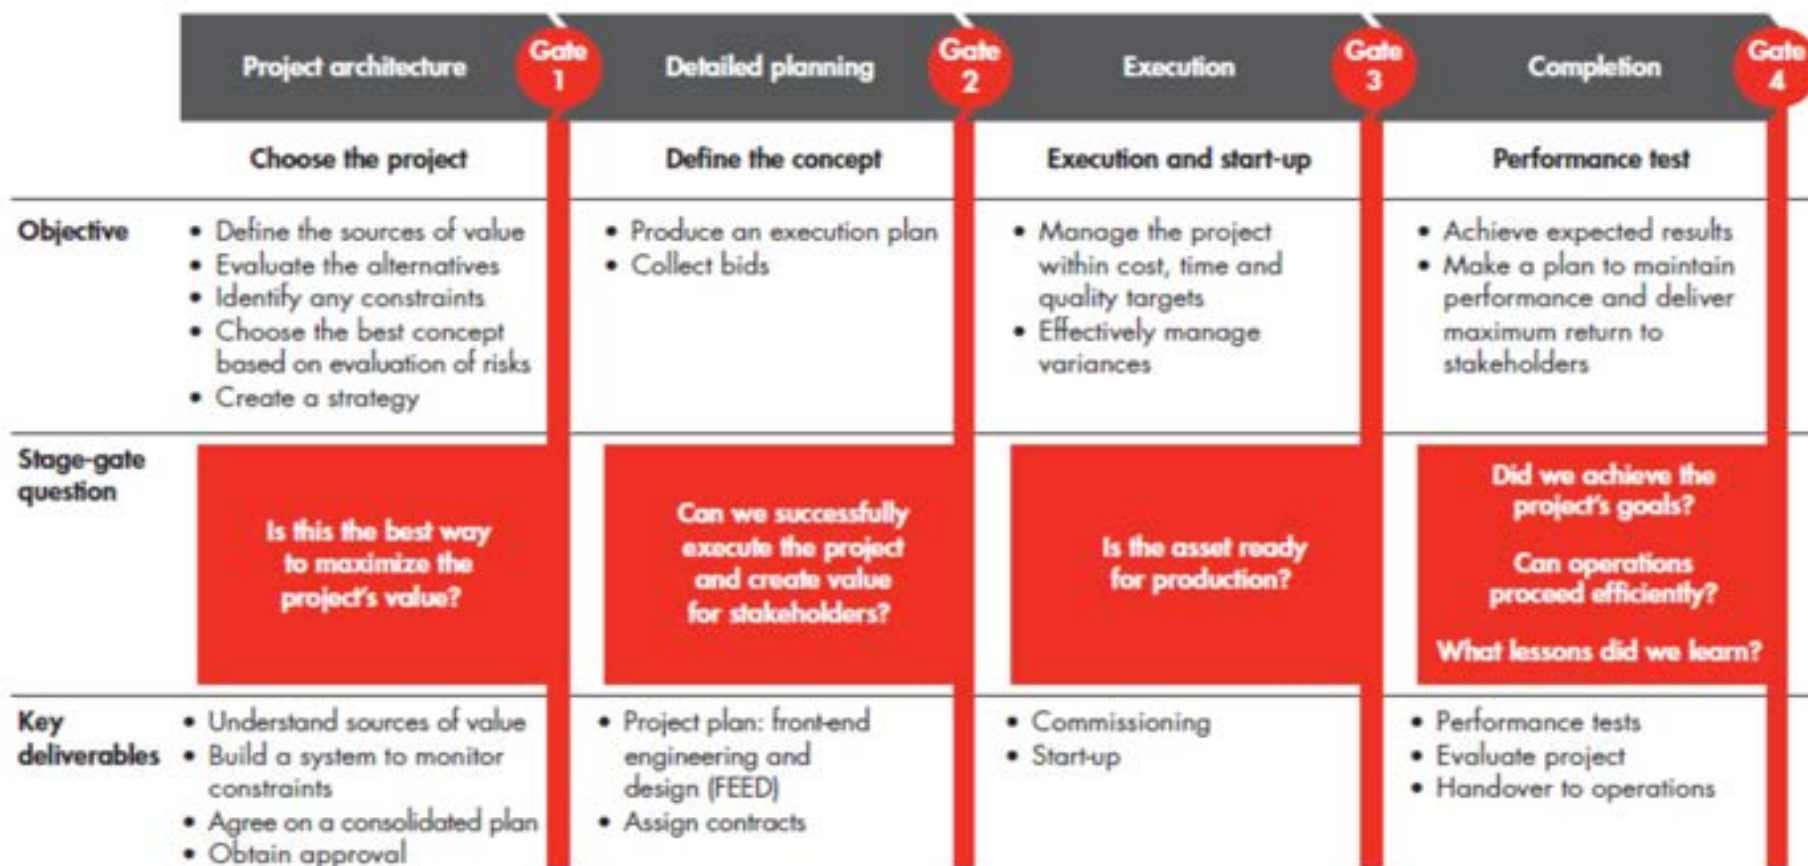 Project architecture
Gate
1
Detailed planning
Gate
2
Execution
Gate
3
Completion
Gate
4
Choose the project
Define the concept
Execution and start-up
Performance test
Objective
• Define the sources of value
• Evaluate the alternatives
• Identify any constraints
• Choose the best concept
based on evaluation of risks
• Create a strategy
• Produce an execution plan
• Collect bids
• Manage the project
within cost, time and
quality targets
• Effectively manage
variances
• Achieve expected results
• Make a plan to maintain
performance and deliver
maximum return to
stakeholders
Stage-gate
question
Is this the best way
to maximize the
project's value?
Can we successfully
execute the project
and create value
for stakeholders?
Is the asset ready
for production?
Did we achieve the
project's goals?
Can operations
proceed efficiently?
What lessons did we learn?
Key
deliverables
• Understand sources of value
• Build a system to monitor
constraints
• Agree on a consolidated plan
• Obtain approval
• Project plan: front-end
engineering and
design (FEED)
• Assign contracts
• Commissioning
• Start-up
• Performance tests
• Evaluate project
• Handover to operations